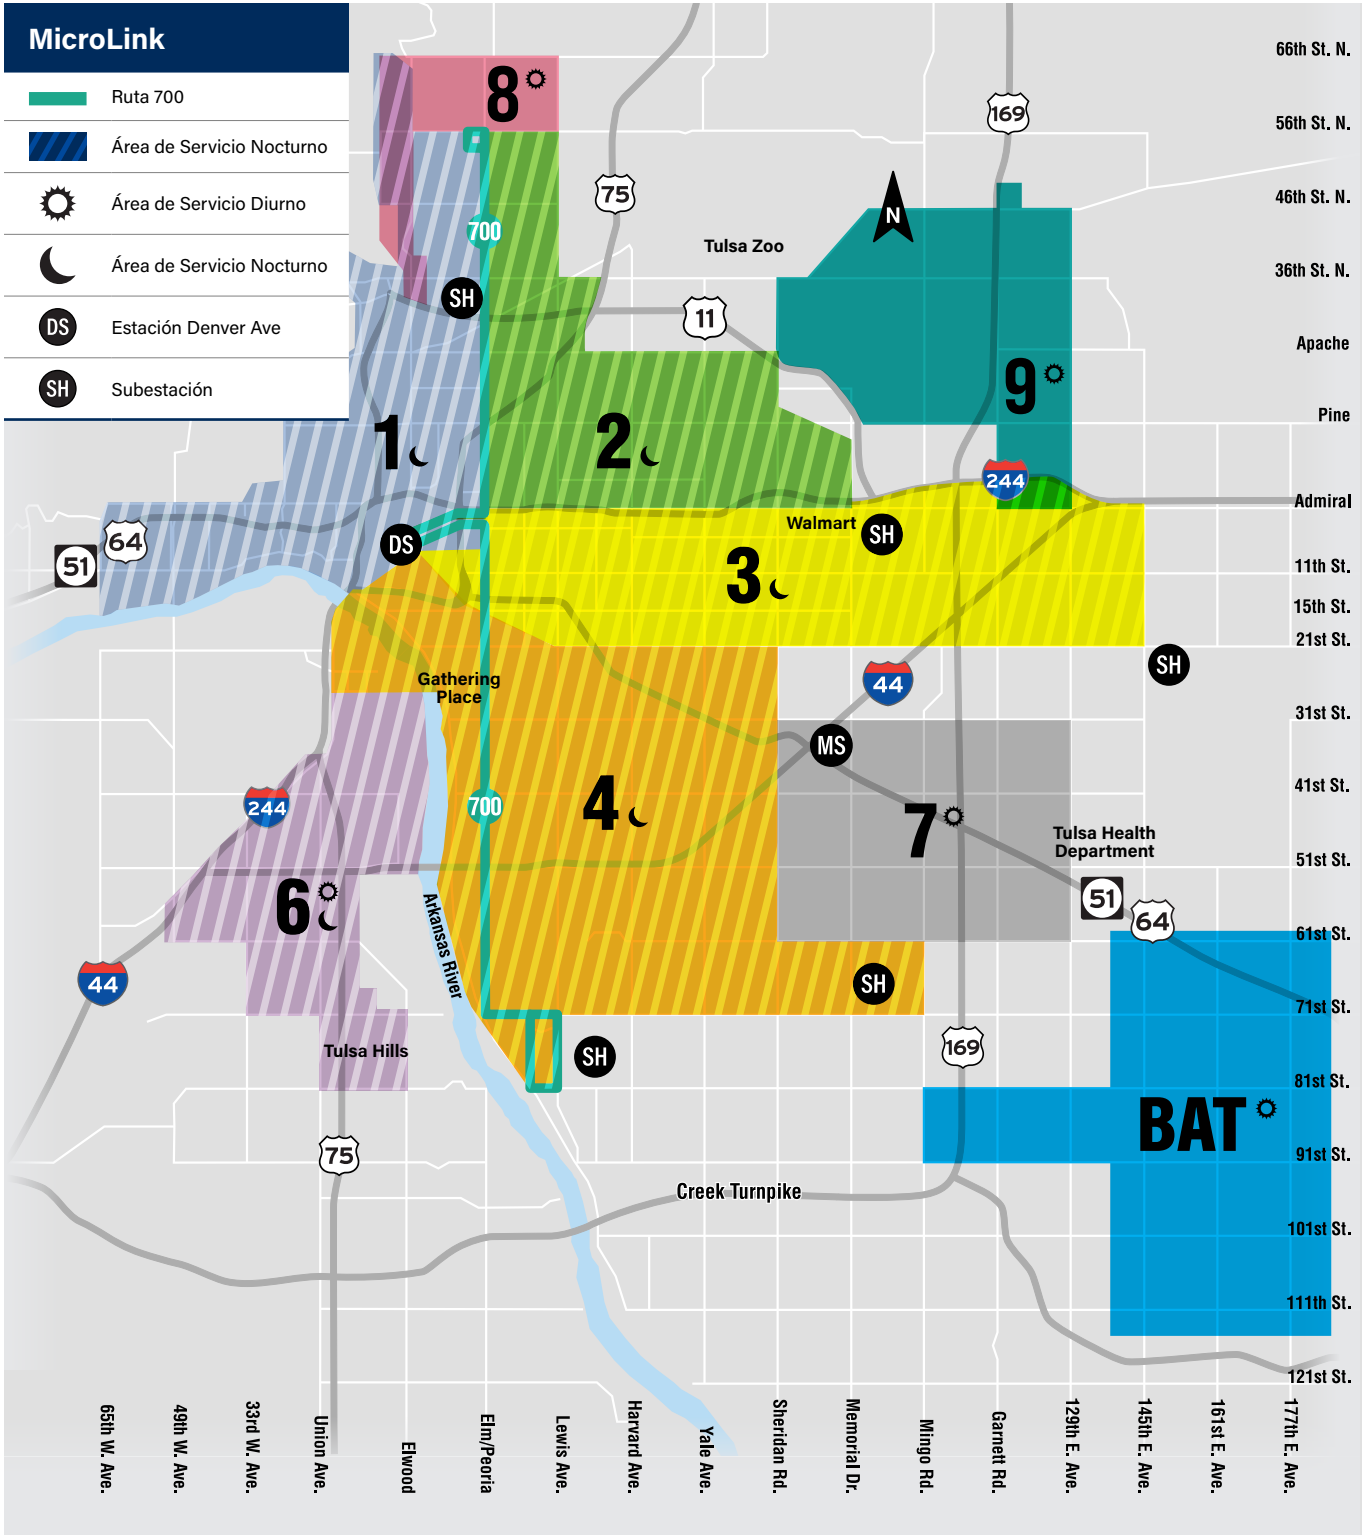 MicroLink
Ruta 700
Área de Servicio Nocturno
Área de Servicio Diurno
Área de Servicio Nocturno
DS
Estación Denver Ave
SH
Subestación
66th St. N.
56th St. N.
46th St. N.
36th St. N.
Apache
Pine
Admiral
11th St.
15th St.
21st St.
31st St.
41st St.
51st St.
61st St.
71st St.
81st St.
91st St.
101st St.
111th St.
121st St.
8
169
75
N
700
Tulsa Zoo
SH
11
9
1
2
244
64
51
DS
Walmart
SH
3
SH
Gathering
Place
44
MS
244
700
4
7
Tulsa Health
Department
6
51
64
Arkansas River
44
SH
Tulsa Hills
SH
169
BAT
75
Creek Turnpike
65th W. Ave.
49th W. Ave.
33rd W. Ave.
Union Ave.
Elwood
Elm/Peoria
Lewis Ave.
Harvard Ave.
Yale Ave.
Sheridan Rd.
Memorial Dr.
Mingo Rd.
Garnett Rd.
129th E. Ave.
145th E. Ave.
161st E. Ave.
177th E. Ave.